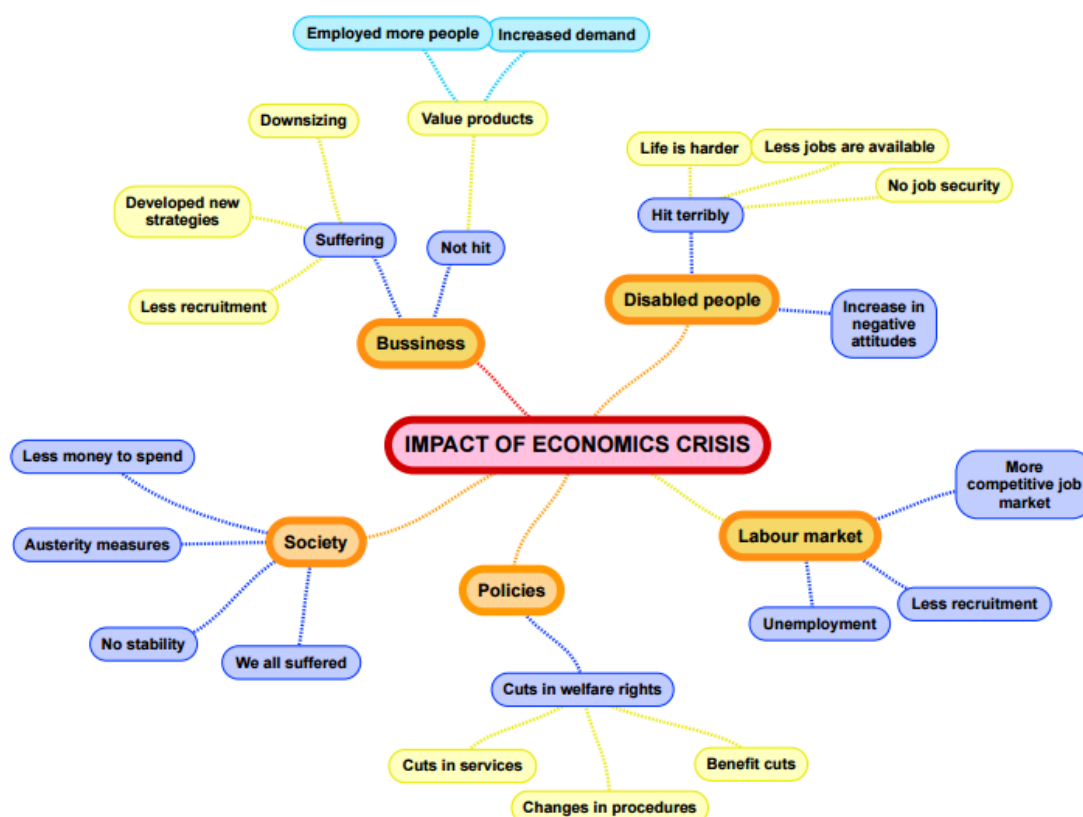 Employed more people
Increased demand
Downsizing
Value products
Life is harder
Less jobs are available
No job security
Developed new
strategies
Suffering
Not hit
Hit terribly
Less recruitment
Disabled people
Increase in
negative
attitudes
Bussiness
IMPACT OF ECONOMICS CRISIS
Less money to spend
More
competitive job
market
Austerity measures
Society
Labour market
Policies
Less recruitment
Unemployment
No stability
We all suffered
Cuts in welfare rights
Cuts in services
Benefit cuts
Changes in procedures